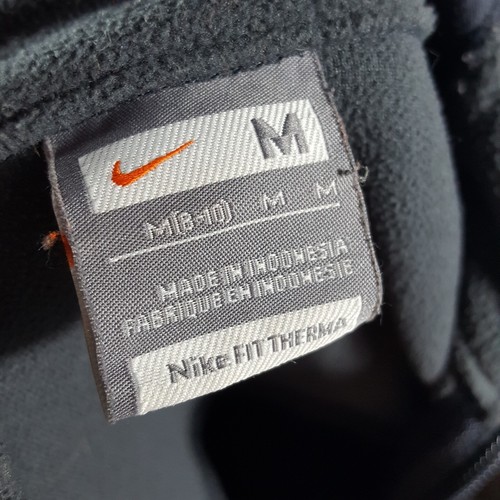 M
M(8-10) M M
MADE IN INDONESIA
FABRIQUE EN INDONESIE
Nike FIT THERMA